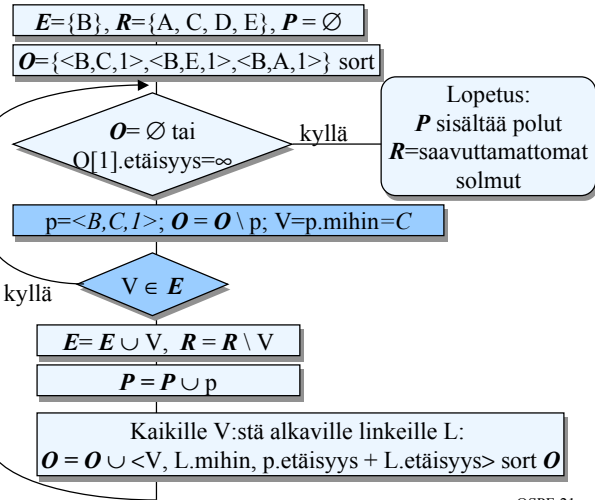 E={B}, R={A, C, D, E}, P = ∅
O={<B,C,1>,<B,E,1>,<B,A,1>} sort
O= ∅ tai
O[1].etäisyys=∞
kyllä
Lopetus:
P sisältää polut
R=saavuttamattomat
solmut
p=<B,C,1>; O = O \ p; V=p.mihin=C
V ∈ E
kyllä
E= E ∪ V, R = R \ V
P = P ∪ p
Kaikille V:stä alkaville linkeille L:
O = O ∪ <V, L.mihin, p.etäisyys + L.etäisyys> sort O